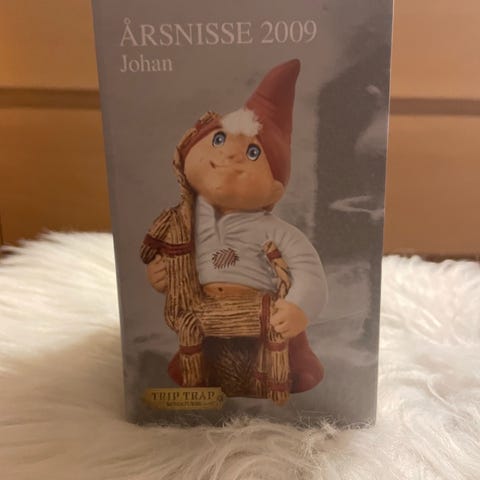 ÅRSNISSE 2009
Johan
TRIP TRAP